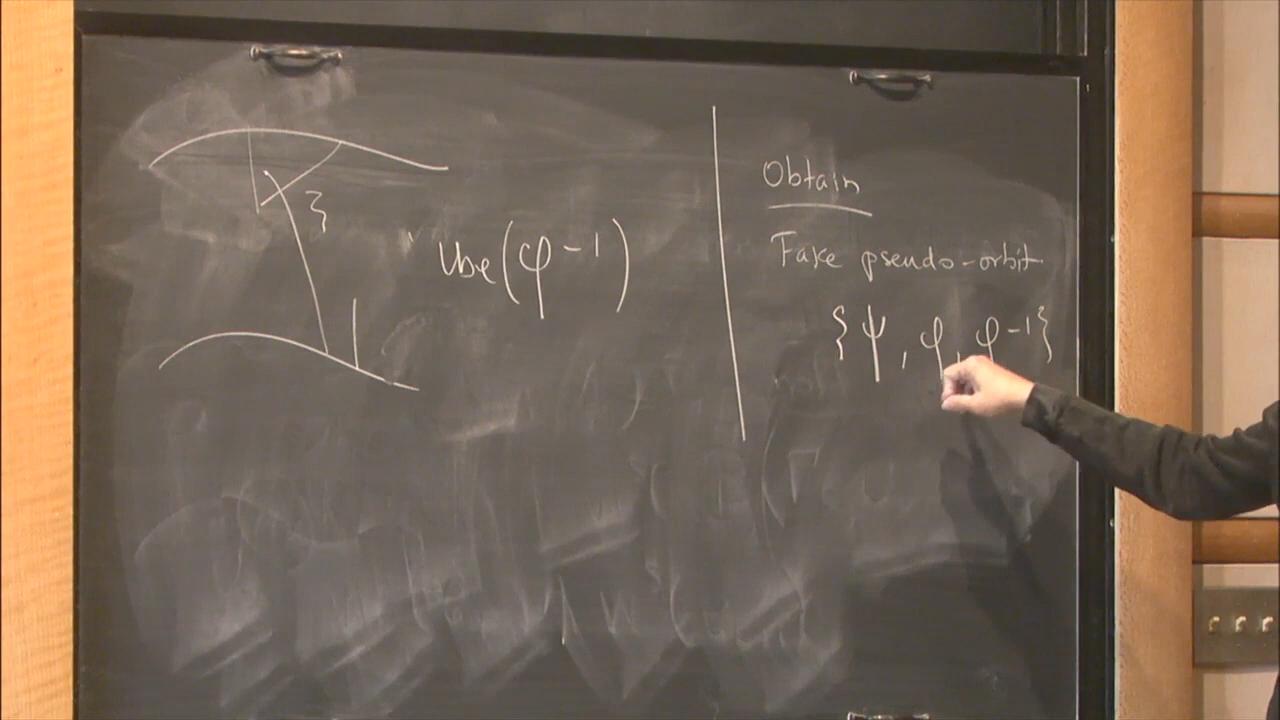 Use (φ⁻¹)
Obtain
Fake pseudo-orbit
{ψ, φ, φ⁻¹}